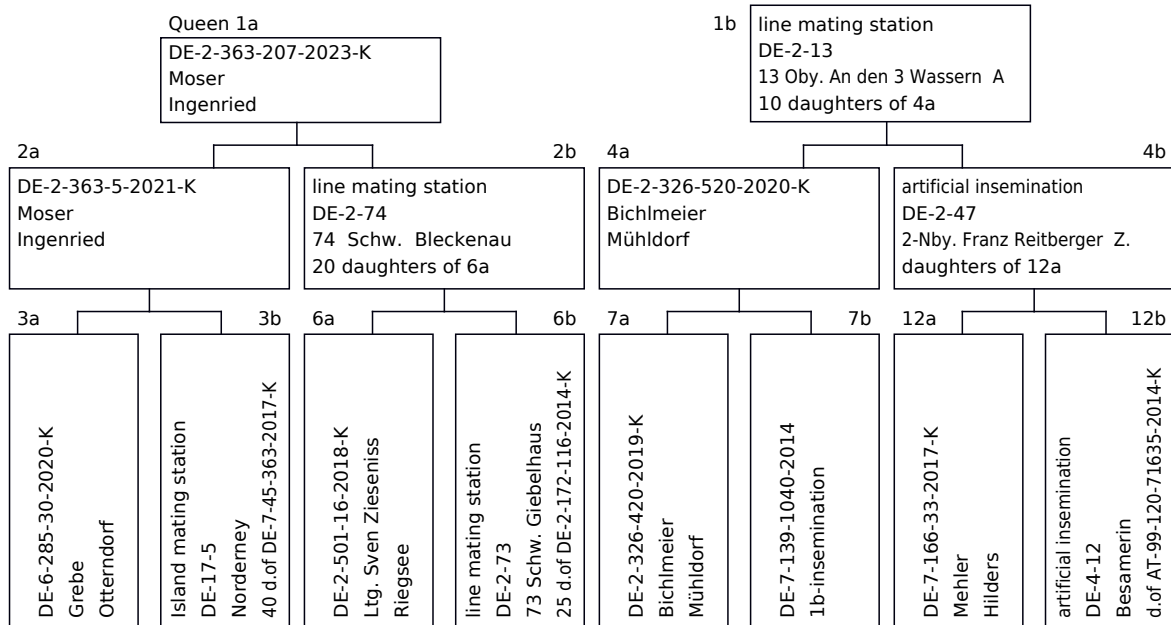 Queen 1a
DE-2-363-207-2023-K
Moser
Ingenried
1b
line mating station
DE-2-13
13 Oby. An den 3 Wassern A
10 daughters of 4a
2a
DE-2-363-5-2021-K
Moser
Ingenried
2b
line mating station
DE-2-74
74 Schw. Bleckenau
20 daughters of 6a
4a
DE-2-326-520-2020-K
Bichlmeier
Mühldorf
4b
artificial insemination
DE-2-47
2-Nby. Franz Reitberger Z.
daughters of 12a
3a
DE-6-285-30-2020-K
Grebe
Otterndorf
3b
Island mating station
DE-17-5
Norderney
40 d.of DE-7-45-363-2017-K
6a
DE-2-501-16-2018-K
Ltg. Sven Zieseniss
Riegsee
6b
line mating station
DE-2-73
73 Schw. Giebelhaus
25 d.of DE-2-172-116-2014-K
7a
DE-2-326-420-2019-K
Bichlmeier
Mühldorf
7b
DE-7-139-1040-2014
1b-insemination
12a
DE-7-166-33-2017-K
Mehler
Hilders
12b
artificial insemination
DE-4-12
Besamerin
d.of AT-99-120-71635-2014-K